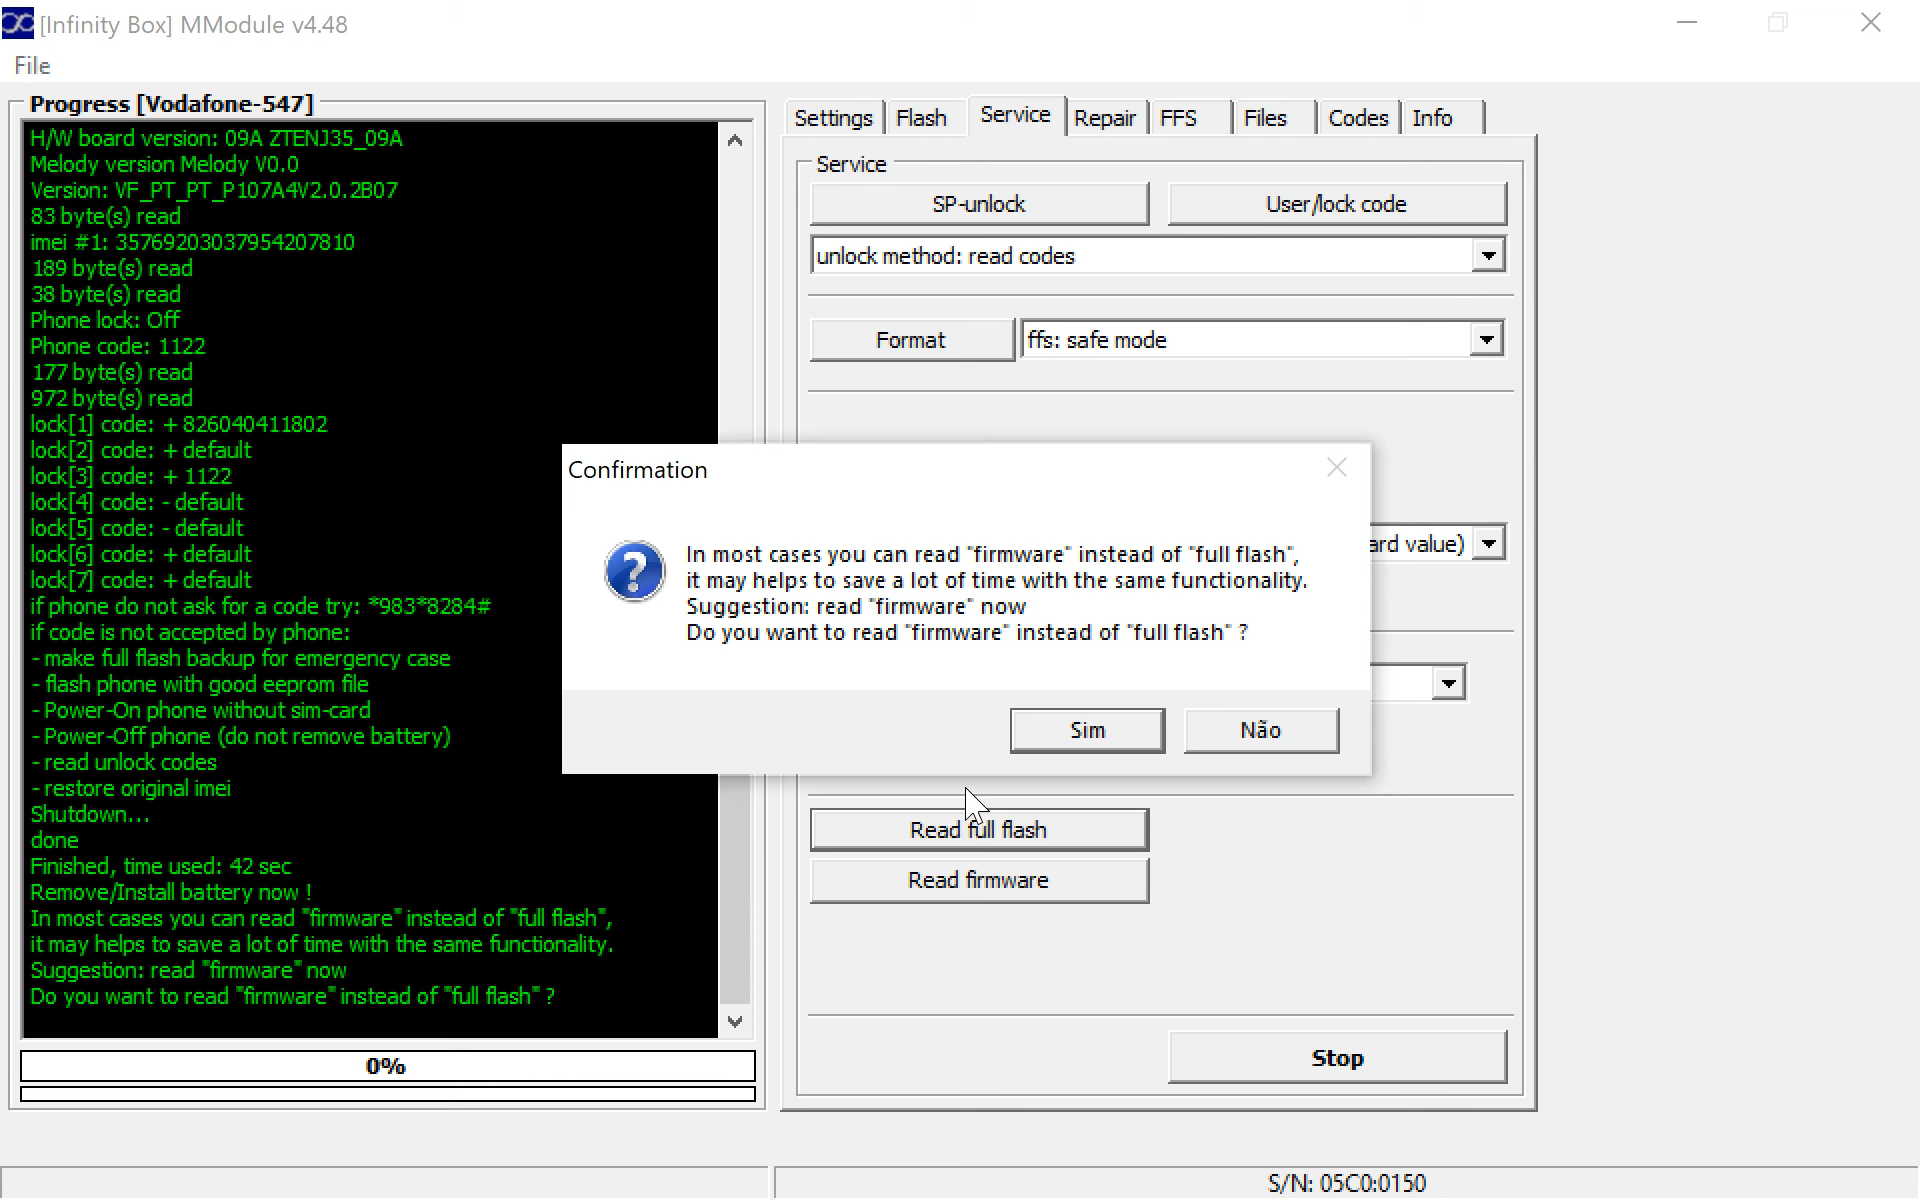 [Infinity Box] MModule v4.48
File
Progress [Vodafone-547]
H/W board version: 09A ZTENJ35_09A
Melody version Melody V0.0
Version: VF_PT_PT_P107A4V2.0.2B07
83 byte(s) read
imei #1: 357692030379542078​10
189 byte(s) read
38 byte(s) read
Phone lock: Off
Phone code: 1122
177 byte(s) read
972 byte(s) read
lock[1] code: + 826040411802
lock[2] code: + default
lock[3] code: + 1122
lock[4] code: - default
lock[5] code: - default
lock[6] code: + default
lock[7] code: + default
if phone do not ask for a code try: *983*8284#
if code is not accepted by phone:
- make full flash backup for emergency case
- flash phone with good eeprom file
- Power-On phone without sim-card
- Power-Off phone (do not remove battery)
- read unlock codes
- restore original imei
Shutdown...
done
Finished, time used: 42 sec
Remove/Install battery now !
In most cases you can read "firmware" instead of "full flash",
it may helps to save a lot of time with the same functionality.
Suggestion: read "firmware" now
Do you want to read "firmware" instead of "full flash" ?
0%
Settings Flash Service Repair FFS Files Codes Info
Service
SP-unlock User/lock code
unlock method: read codes
Format ffs: safe mode
ard value)
Confirmation
In most cases you can read "firmware" instead of "full flash",
it may helps to save a lot of time with the same functionality.
Suggestion: read "firmware" now
Do you want to read "firmware" instead of "full flash" ?
Sim Não
Read full flash
Read firmware
Stop
S/N: 05C0:0150